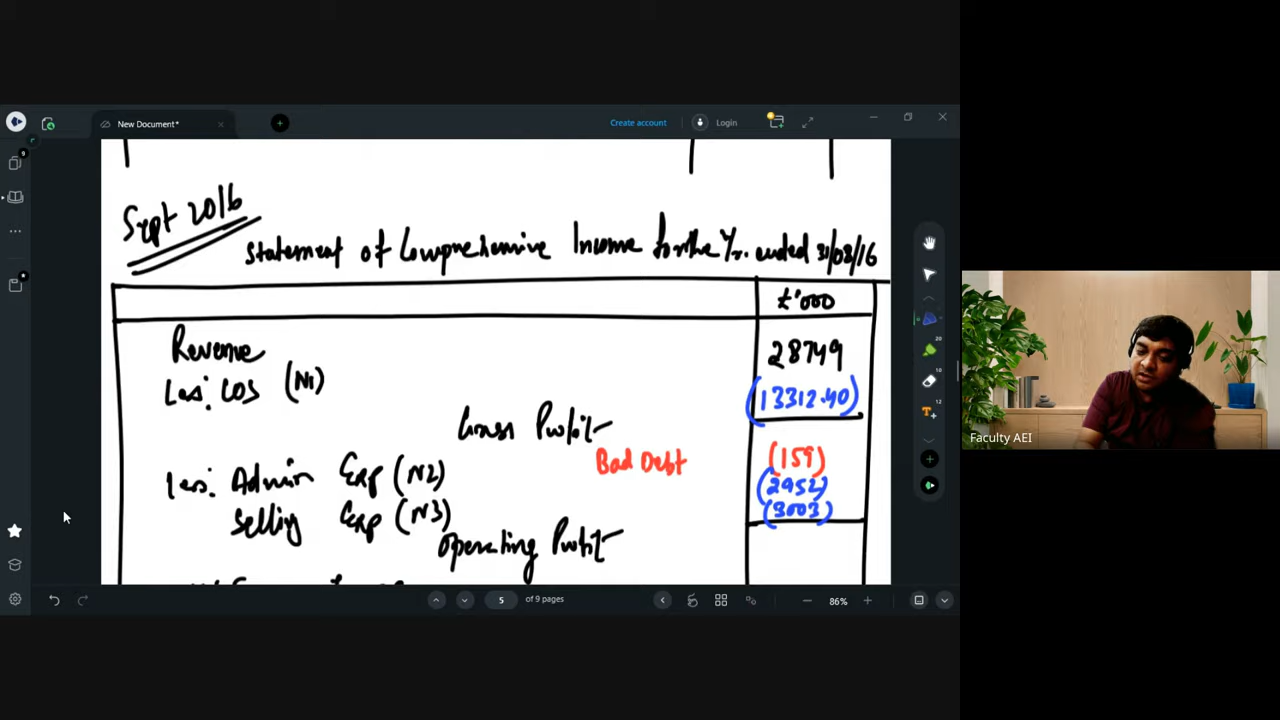 New Document*
Create account
Login
Sept 2016
Statement of Comprehensive Income for the Yr. ended 31/08/16
£'000
Revenue 28749
Less: COS (N1) (13312.40)
Gross Profit
Bad Debt (159)
Less: Admin Exp (N2) (2952)
Selling Exp (N3) (3003)
Operating Profit
5 of 9 pages
86%
Faculty AEI